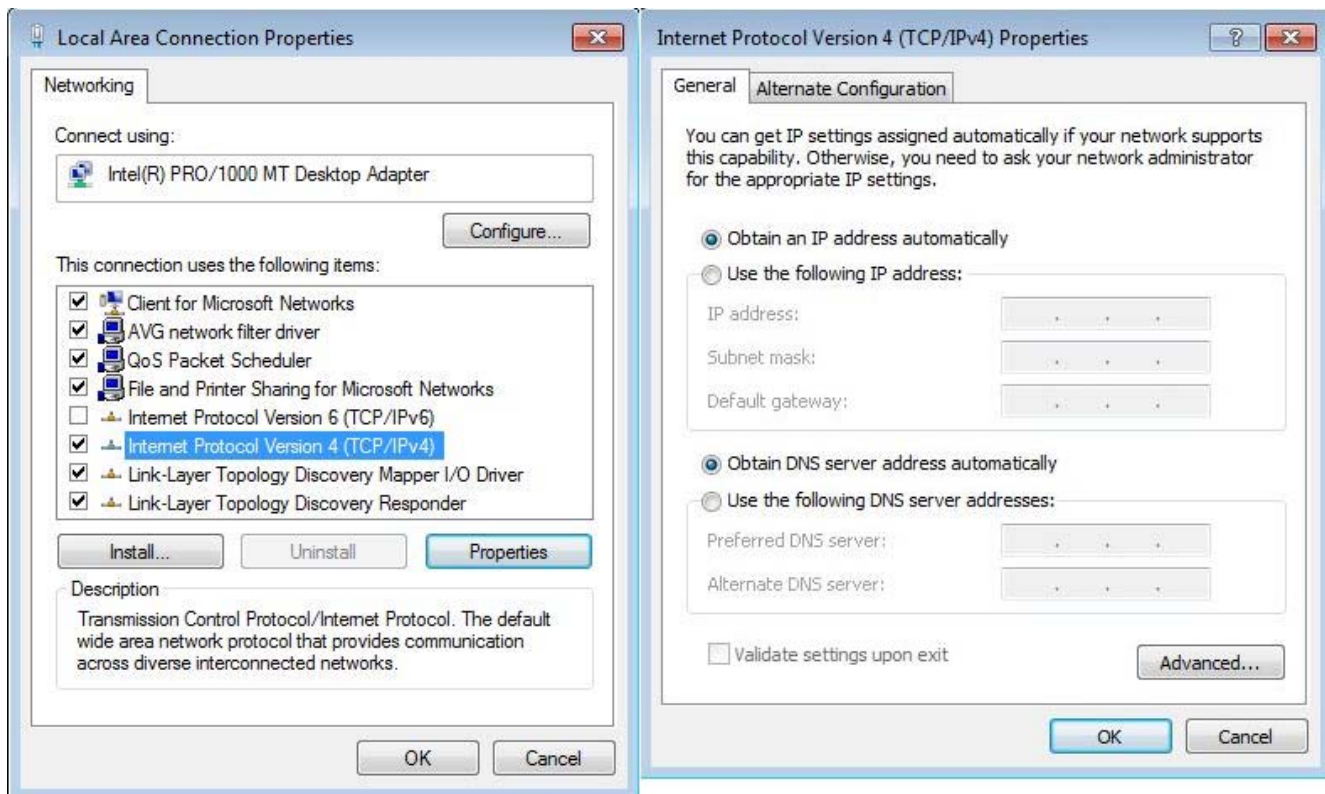 Local Area Connection Properties
Networking
Connect using:
Intel(R) PRO/1000 MT Desktop Adapter
Configure...
This connection uses the following items:
Client for Microsoft Networks
AVG network filter driver
QoS Packet Scheduler
File and Printer Sharing for Microsoft Networks
Internet Protocol Version 6 (TCP/IPv6)
Internet Protocol Version 4 (TCP/IPv4)
Link-Layer Topology Discovery Mapper I/O Driver
Link-Layer Topology Discovery Responder
Install...
Uninstall
Properties
Description
Transmission Control Protocol/Internet Protocol. The default
wide area network protocol that provides communication
across diverse interconnected networks.
OK
Cancel
Internet Protocol Version 4 (TCP/IPv4) Properties
General
Alternate Configuration
You can get IP settings assigned automatically if your network supports
this capability. Otherwise, you need to ask your network administrator
for the appropriate IP settings.
Obtain an IP address automatically
Use the following IP address:
IP address:
Subnet mask:
Default gateway:
Obtain DNS server address automatically
Use the following DNS server addresses:
Preferred DNS server:
Alternate DNS server:
Validate settings upon exit
Advanced...
OK
Cancel